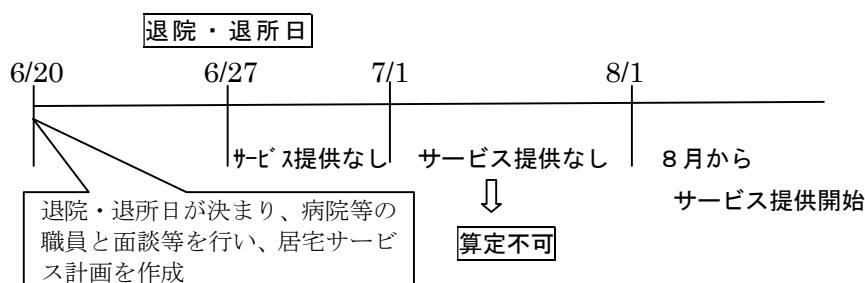 退院・退所日
6/20 6/27 7/1 8/1
ｻｰﾋﾞｽ提供なし サービス提供なし ８月から
サービス提供開始
退院・退所日が決まり、病院等の
職員と面談等を行い、居宅サービ
ス計画を作成
算定不可